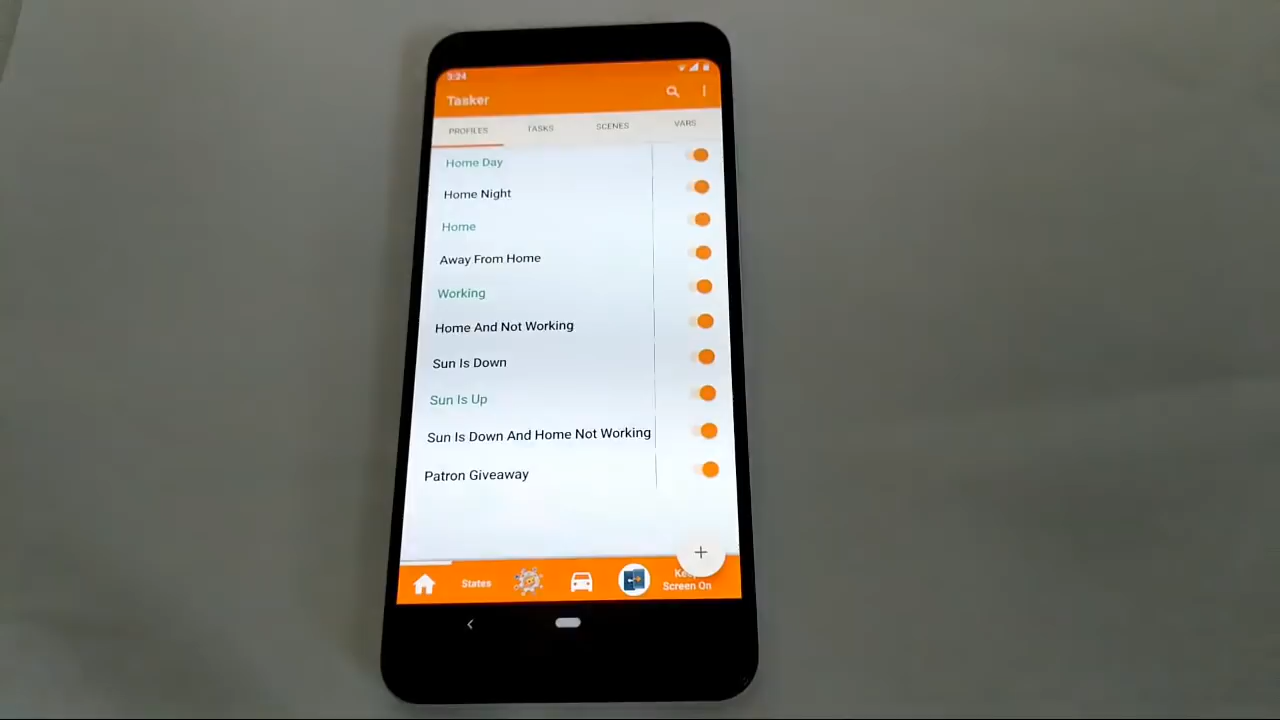 3:24
Tasker
PROFILES TASKS SCENES VARS
Home Day
Home Night
Home
Away From Home
Working
Home And Not Working
Sun Is Down
Sun Is Up
Sun Is Down And Home Not Working
Patron Giveaway
States
Screen On